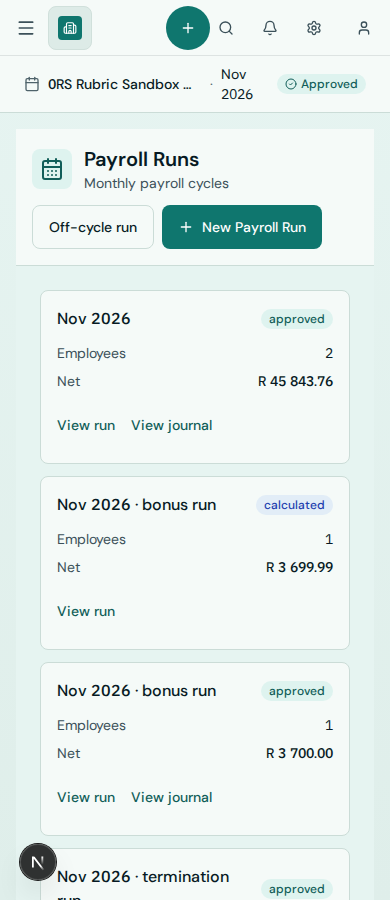 0RS Rubric Sandbox ...
· Nov 2026
Approved
Payroll Runs
Monthly payroll cycles
Off-cycle run
+ New Payroll Run
Nov 2026
approved
Employees 2
Net R 45 843.76
View run View journal
Nov 2026 · bonus run
calculated
Employees 1
Net R 3 699.99
View run
Nov 2026 · bonus run
approved
Employees 1
Net R 3 700.00
View run View journal
N
Nov 2026 · termination
run
approved